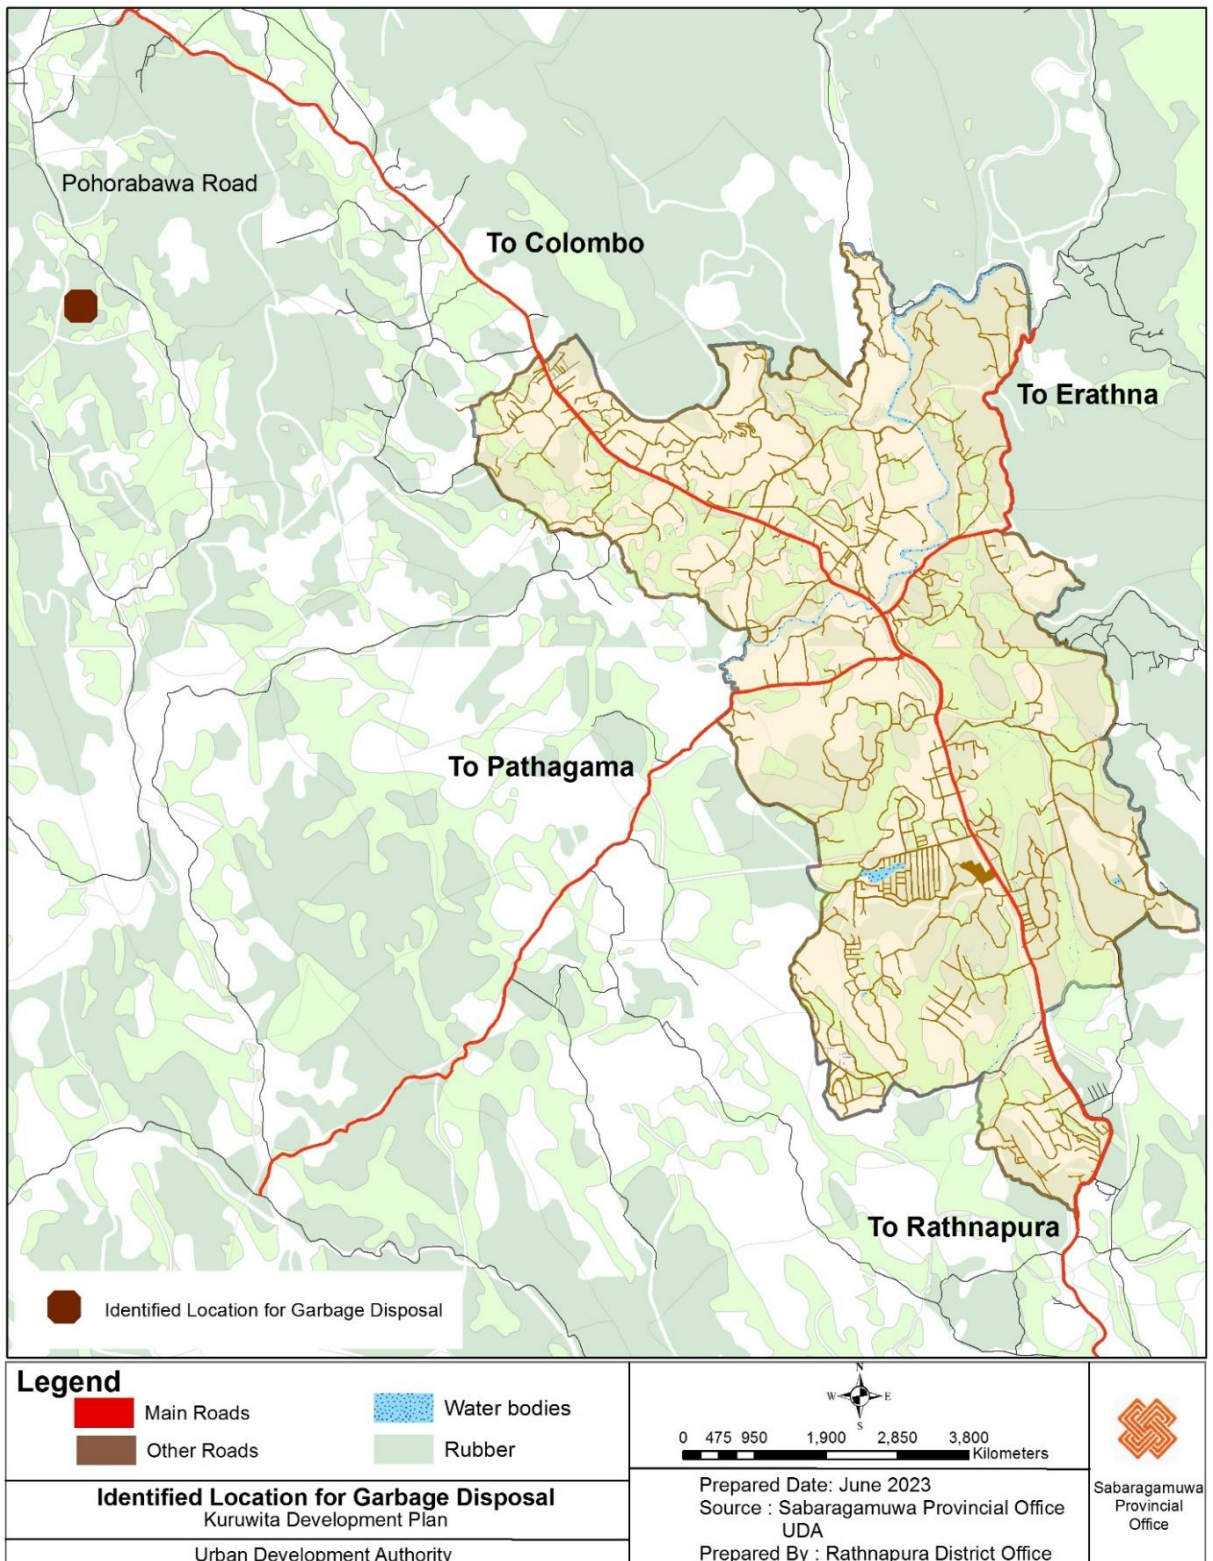 Pohorabawa Road
To Colombo
To Erathna
To Pathagama
To Rathnapura
Identified Location for Garbage Disposal
Legend
Main Roads
Water bodies
Other Roads
Rubber
N
W E
S
0 475 950 1,900 2,850 3,800
Kilometers
Identified Location for Garbage Disposal
Kuruwita Development Plan
Urban Development Authority
Prepared Date: June 2023
Source : Sabaragamuwa Provincial Office
UDA
Prepared By : Rathnapura District Office
Sabaragamuwa
Provincial
Office